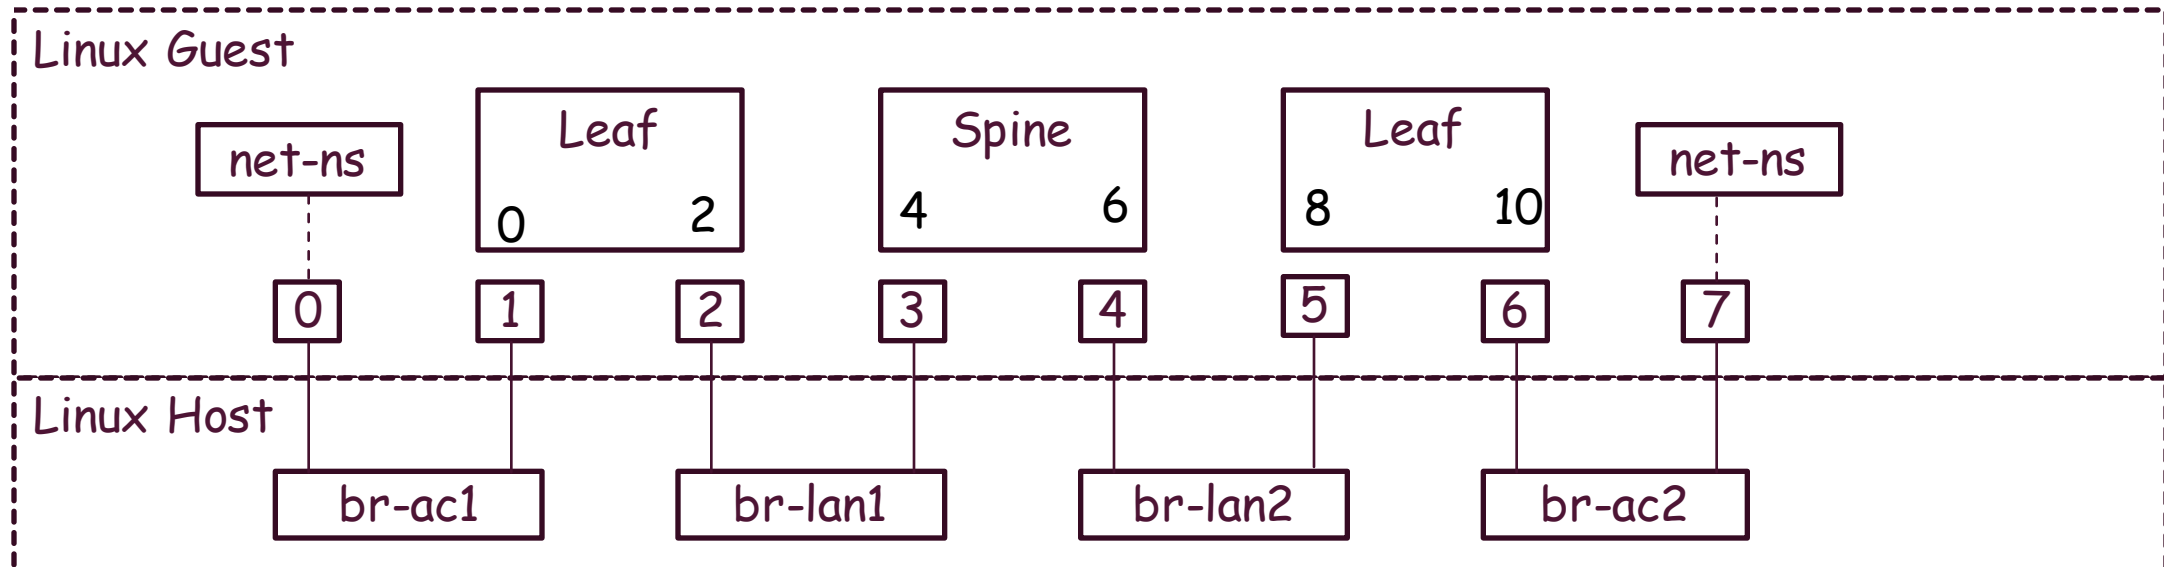 Linux Guest
Leaf
Spine
Leaf
net-ns
net-ns
0 2
4 6
8 10
0
1
2
3
4
5
6
7
Linux Host
br-ac1
br-lan1
br-lan2
br-ac2